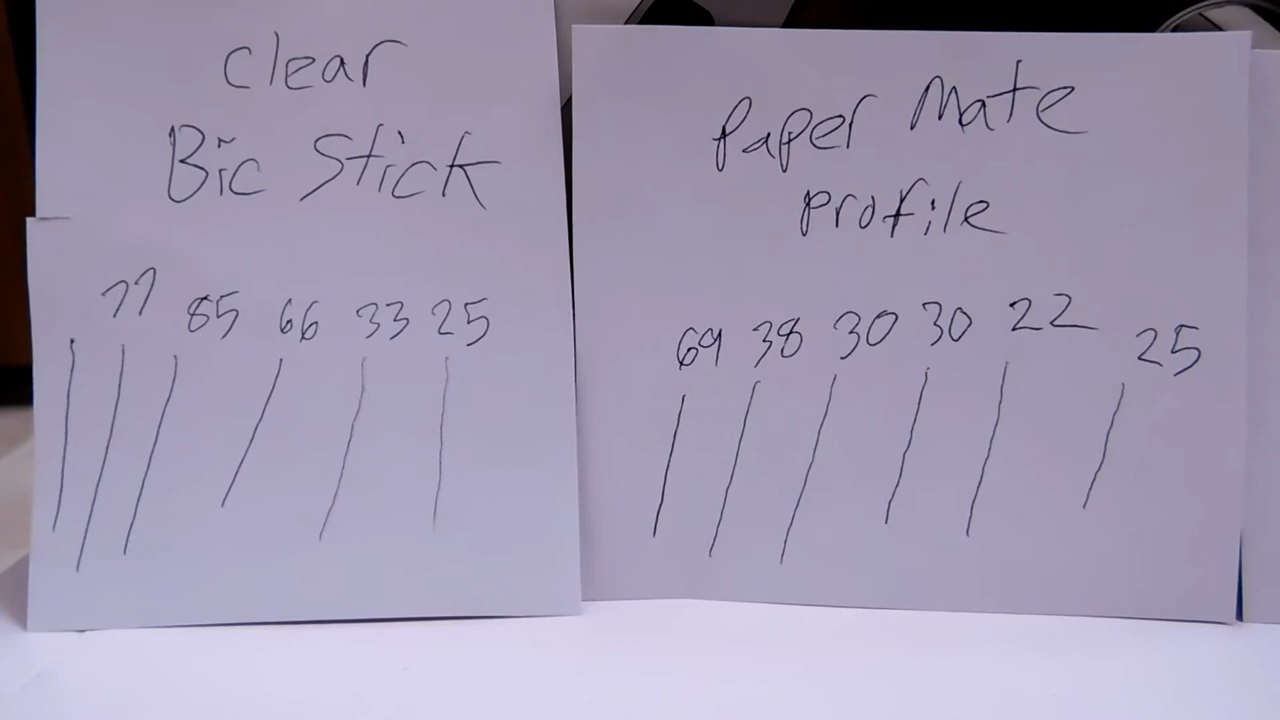 Clear
Bic Stick
77 85 66 33 25
Paper Mate
Profile
69 38 30 30 22 25